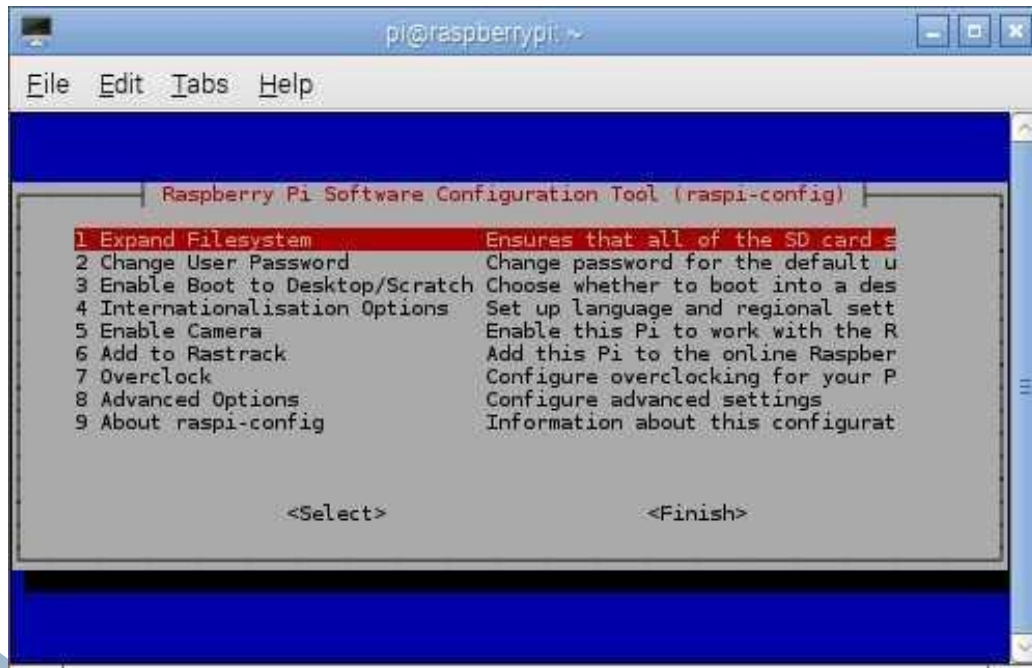 pi@raspberrypi: ~
File Edit Tabs Help
Raspberry Pi Software Configuration Tool (raspi-config)
1 Expand Filesystem Ensures that all of the SD card s
2 Change User Password Change password for the default u
3 Enable Boot to Desktop/Scratch Choose whether to boot into a des
4 Internationalisation Options Set up language and regional sett
5 Enable Camera Enable this Pi to work with the R
6 Add to Rastrack Add this Pi to the online Raspber
7 Overclock Configure overclocking for your P
8 Advanced Options Configure advanced settings
9 About raspi-config Information about this configurat
<Select> <Finish>